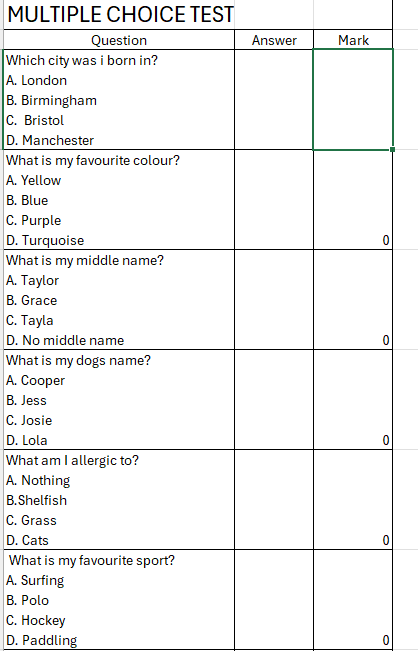 MULTIPLE CHOICE TEST
Question Answer Mark
Which city was i born in?
A. London
B. Birmingham
C.  Bristol
D. Manchester
What is my favourite colour?
A. Yellow
B. Blue
C. Purple
D. Turquoise 0
What is my middle name?
A. Taylor
B. Grace
C. Tayla
D. No middle name 0
What is my dogs name?
A. Cooper
B. Jess
C. Josie
D. Lola 0
What am I allergic to?
A. Nothing
B.Shelfish
C. Grass
D. Cats 0
What is my favourite sport?
A. Surfing
B. Polo
C. Hockey
D. Paddling 0